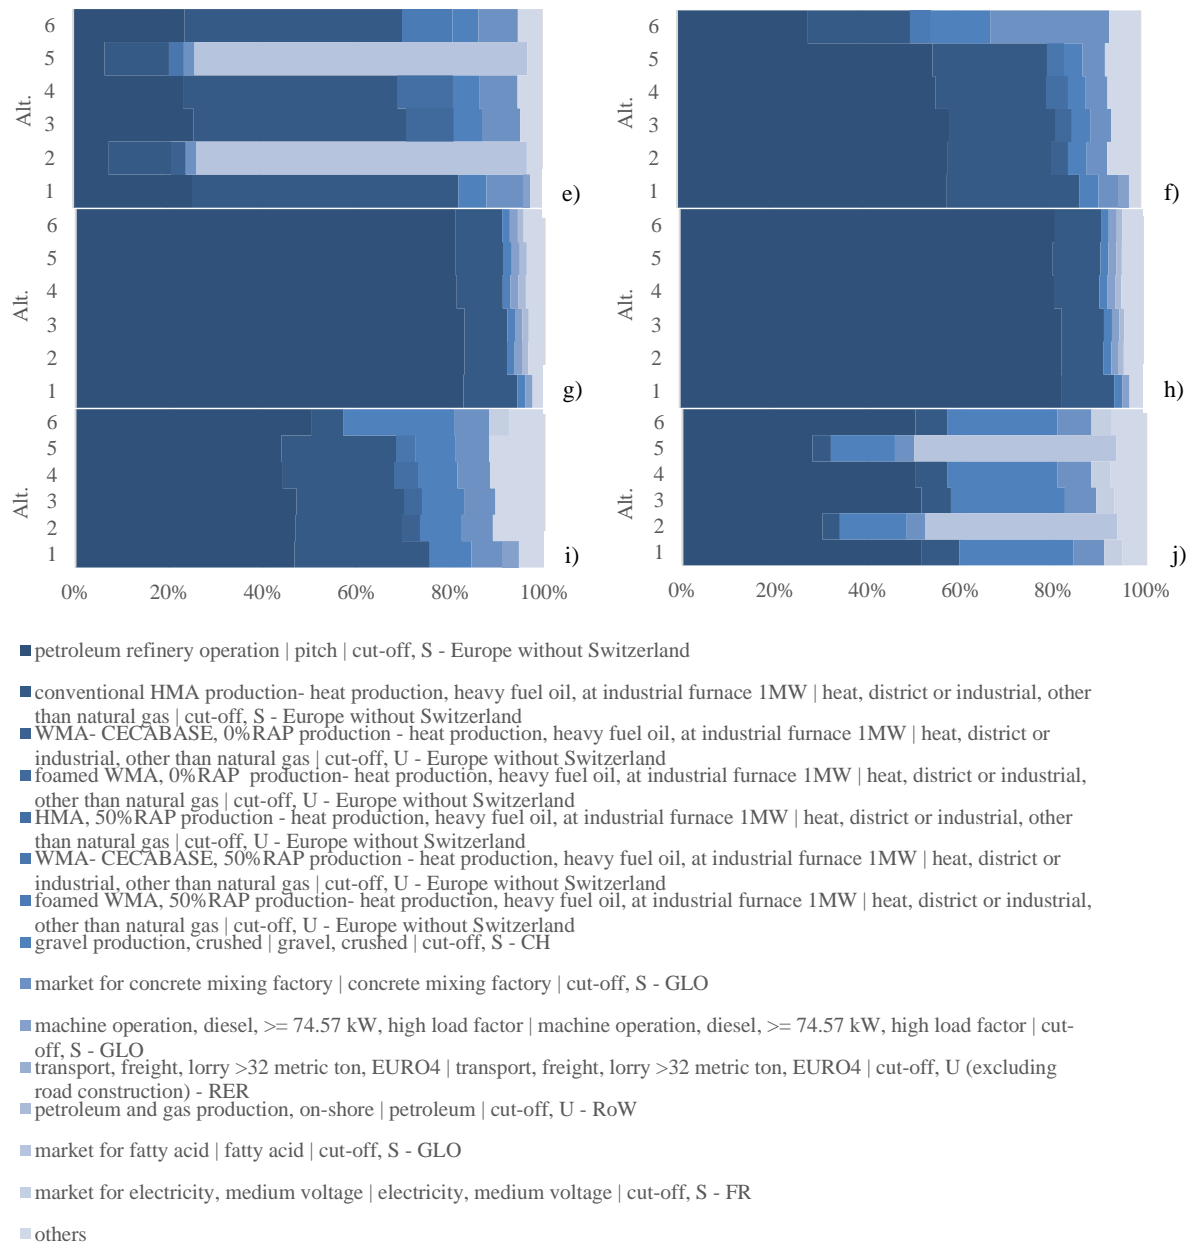 6
5
4
3
2
1
Alt.
e)
6
5
4
3
2
1
Alt.
f)
6
5
4
3
2
1
Alt.
g)
6
5
4
3
2
1
Alt.
h)
6
5
4
3
2
1
Alt.
i)
0% 20% 40% 60% 80% 100%
6
5
4
3
2
1
Alt.
j)
0% 20% 40% 60% 80% 100%
petroleum refinery operation | pitch | cut-off, S - Europe without Switzerland
conventional HMA production- heat production, heavy fuel oil, at industrial furnace 1MW | heat, district or industrial, other
than natural gas | cut-off, S - Europe without Switzerland
WMA- CECABASE, 0%RAP production - heat production, heavy fuel oil, at industrial furnace 1MW | heat, district or
industrial, other than natural gas | cut-off, U - Europe without Switzerland
foamed WMA, 0%RAP production- heat production, heavy fuel oil, at industrial furnace 1MW | heat, district or industrial,
other than natural gas | cut-off, U - Europe without Switzerland
HMA, 50%RAP production - heat production, heavy fuel oil, at industrial furnace 1MW | heat, district or industrial, other
than natural gas | cut-off, U - Europe without Switzerland
WMA- CECABASE, 50%RAP production - heat production, heavy fuel oil, at industrial furnace 1MW | heat, district or
industrial, other than natural gas | cut-off, U - Europe without Switzerland
foamed WMA, 50%RAP production- heat production, heavy fuel oil, at industrial furnace 1MW | heat, district or industrial,
other than natural gas | cut-off, U - Europe without Switzerland
gravel production, crushed | gravel, crushed | cut-off, S - CH
market for concrete mixing factory | concrete mixing factory | cut-off, S - GLO
machine operation, diesel, >= 74.57 kW, high load factor | machine operation, diesel, >= 74.57 kW, high load factor | cut-
off, S - GLO
transport, freight, lorry >32 metric ton, EURO4 | transport, freight, lorry >32 metric ton, EURO4 | cut-off, U (excluding
road construction) - RER
petroleum and gas production, on-shore | petroleum | cut-off, U - RoW
market for fatty acid | fatty acid | cut-off, S - GLO
market for electricity, medium voltage | electricity, medium voltage | cut-off, S - FR
others